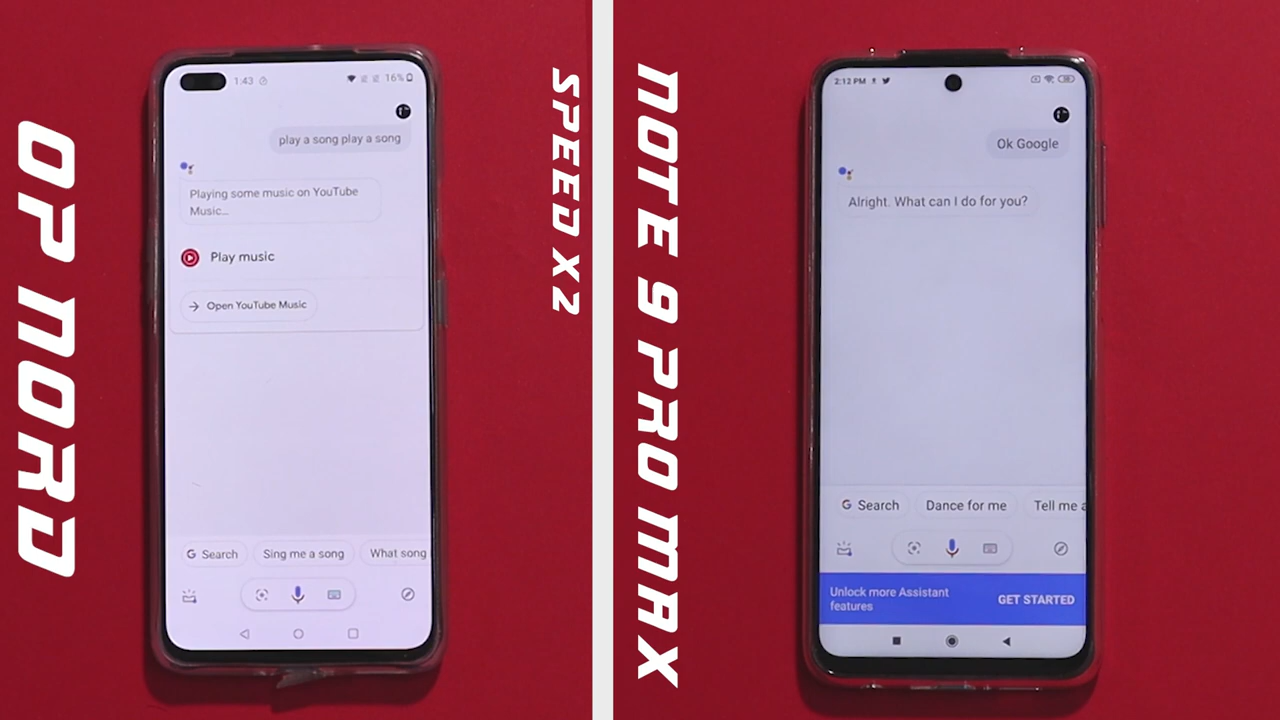 OP NORD
1:43
16%
play a song play a song
Playing some music on YouTube
Music...
Play music
→ Open YouTube Music
G Search
Sing me a song
What song
SPEED X 2
NOTE 9 PRO MAX
2:12 PM
Ok Google
Alright. What can I do for you?
G Search
Dance for me
Tell me a
Unlock more Assistant
features
GET STARTED